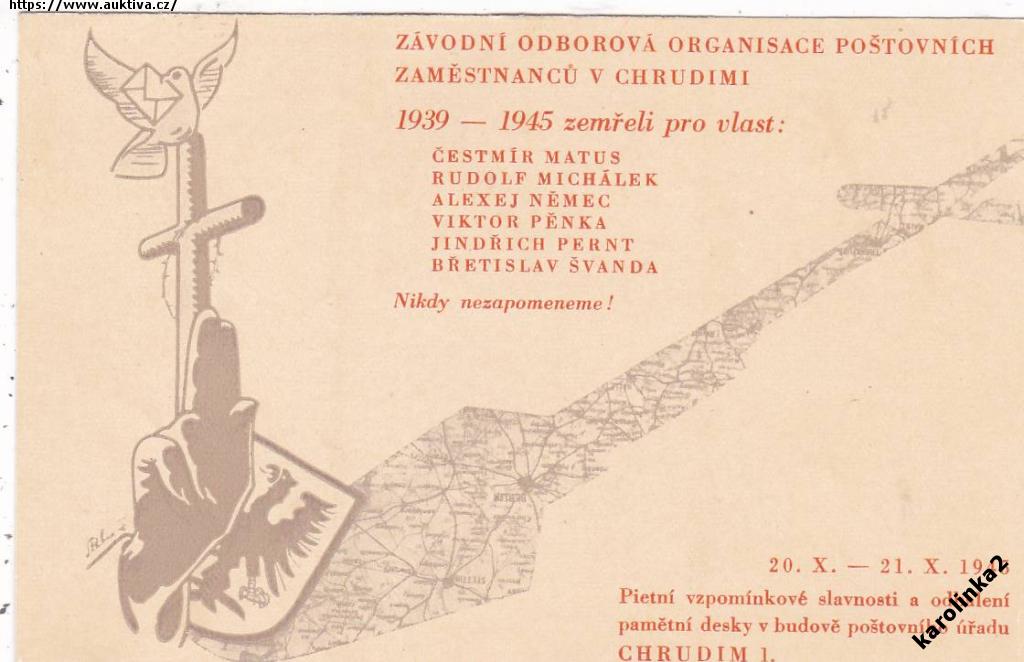 https://www.auktiva.cz/
ZÁVODNÍ ODBOROVÁ ORGANISACE POŠTOVNÍCH
ZAMĚSTNANCŮ V CHRUDIMI
1939 — 1945 zemřeli pro vlast:
ČESTMÍR MATUS
RUDOLF MICHÁLEK
ALEXEJ NĚMEC
VIKTOR PĚNKA
JINDŘICH PERNT
BŘETISLAV ŠVANDA
Nikdy nezapomeneme!
BERLIN
STETTIN
20. X. — 21. X.
Pietní vzpomínkové slavnosti a
pamětní desky v budově poštovního úřadu
CHRUDIM 1.
karolinka2